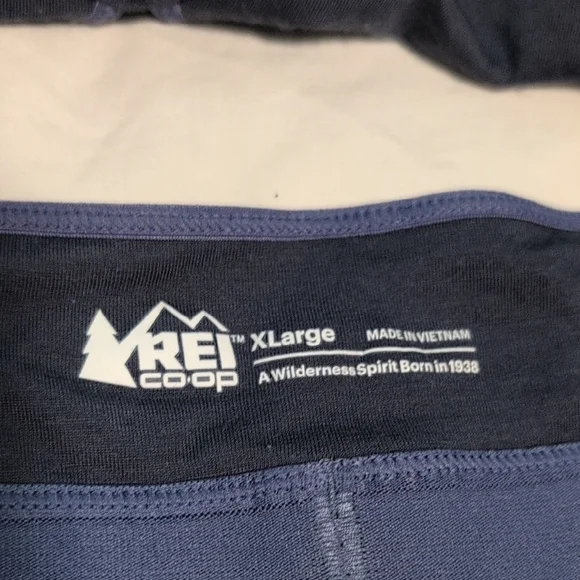 REI™
CO·OP
XLarge MADE IN VIETNAM
A Wilderness Spirit Born in 1938